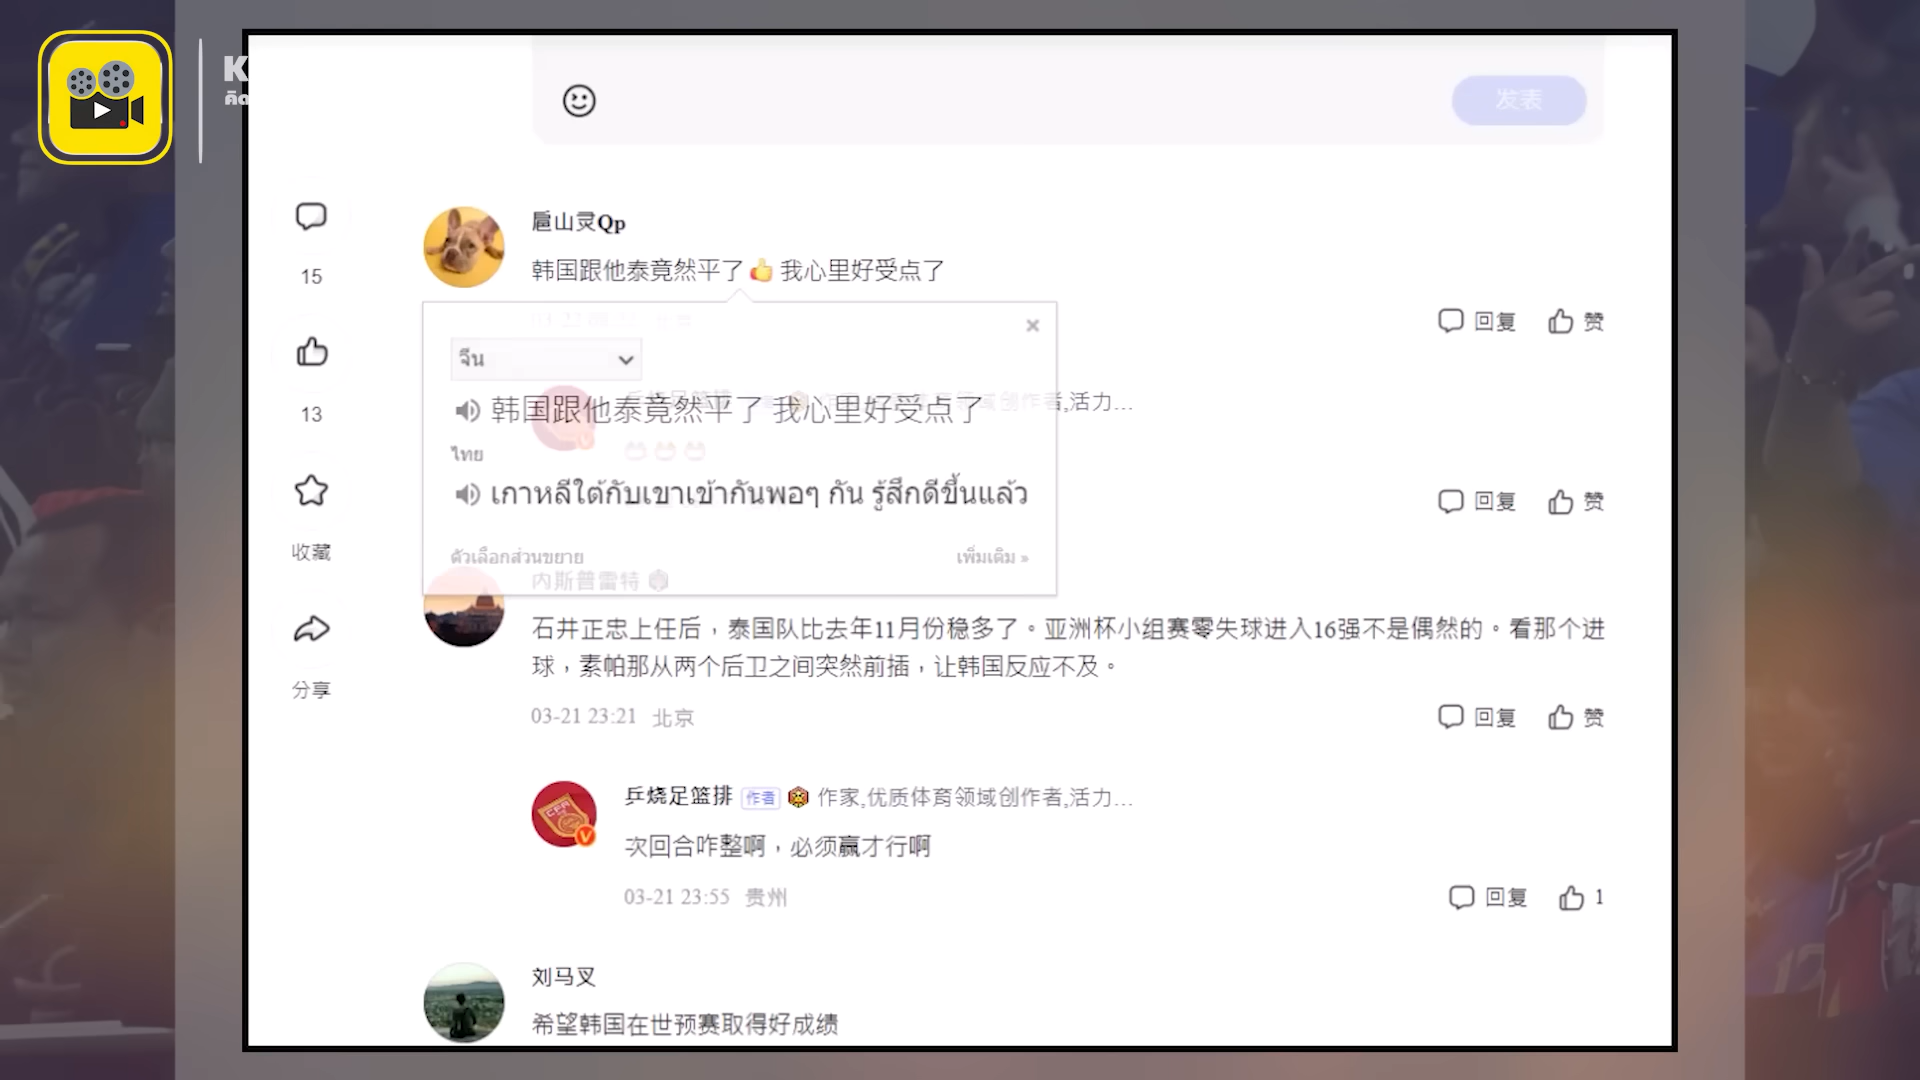 K
คิด
发表
扈山灵Qp
韩国跟他泰竟然平了👍我心里好受点了
回复 赞
จีน
韩国跟他泰竟然平了 我心里好受点了
ไทย
เกาหลีใต้กับเขาเข้ากันพอๆ กัน รู้สึกดีขึ้นแล้ว
ตัวเลือกส่วนขยาย เพิ่มเติม »
领域创作者,活力...
回复 赞
内斯普雷特
石井正忠上任后，泰国队比去年11月份稳多了。亚洲杯小组赛零失球进入16强不是偶然的。看那个进
球，素帕那从两个后卫之间突然前插，让韩国反应不及。
03-21 23:21 北京
回复 赞
乒烧足篮排 作者 作家,优质体育领域创作者,活力...
次回合咋整啊，必须赢才行啊
03-21 23:55 贵州
回复 1
刘马叉
希望韩国在世预赛取得好成绩
15
13
收藏
分享